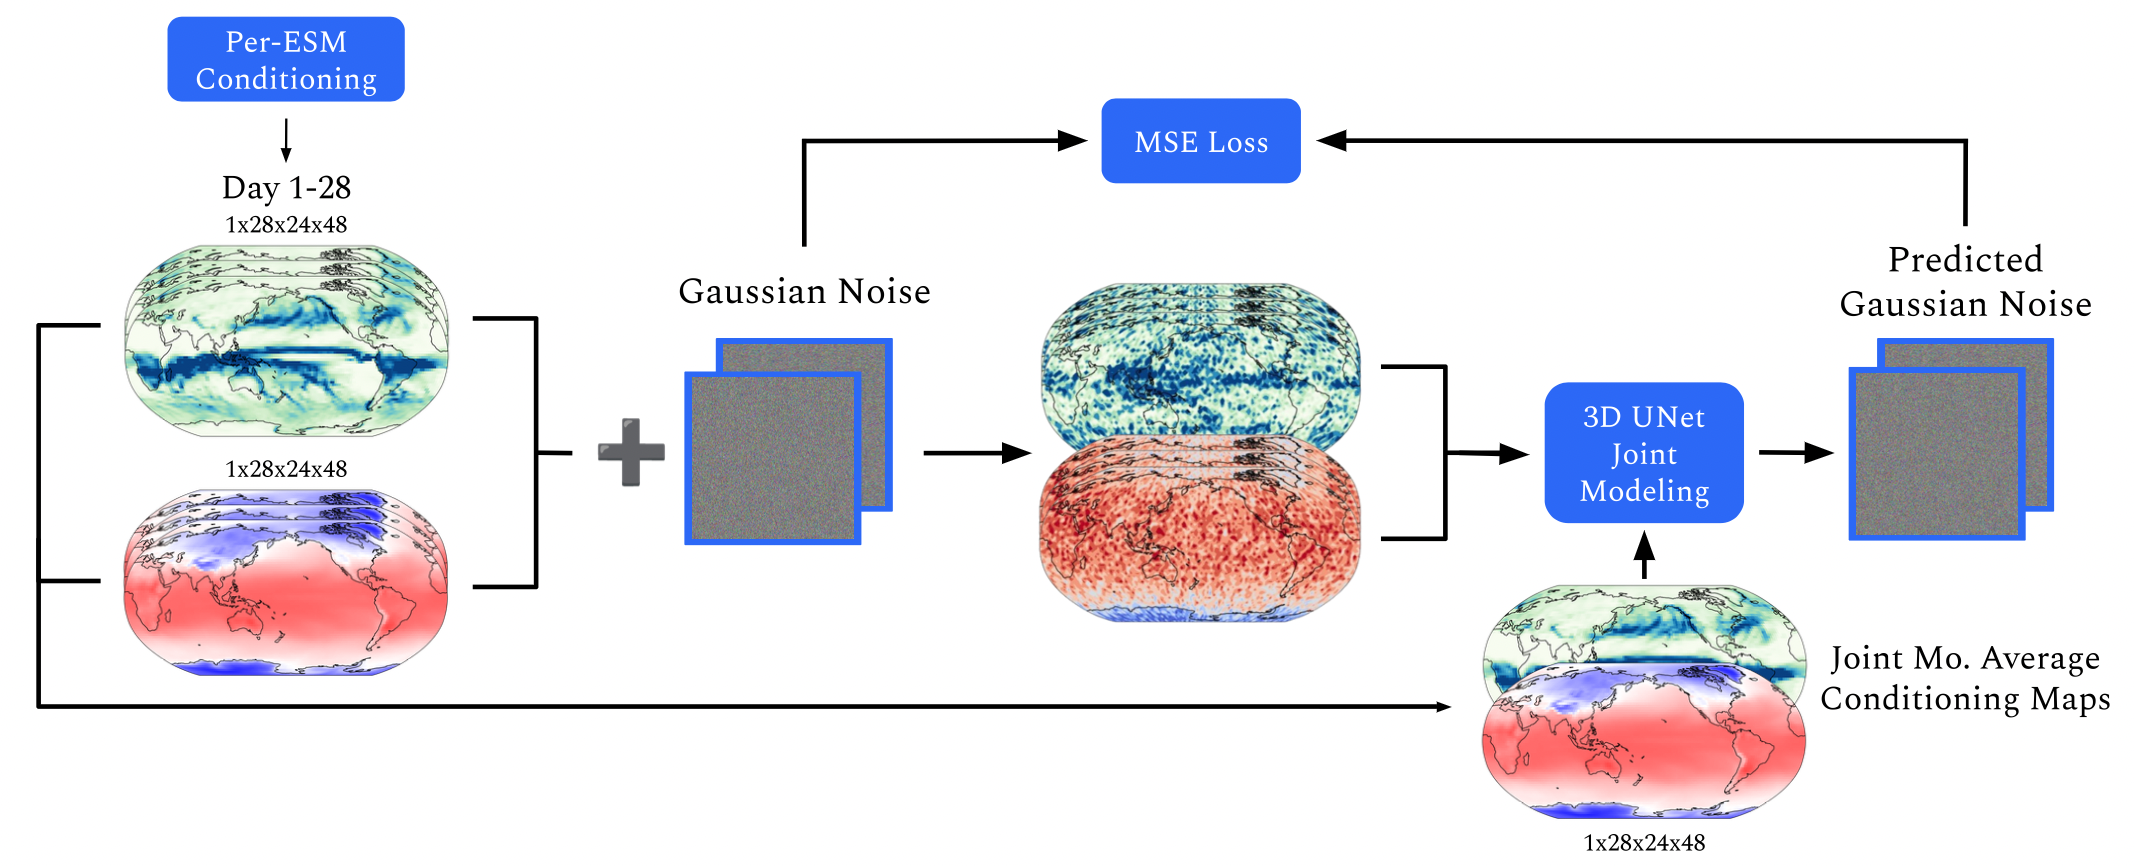 Per-ESM
Conditioning
Day 1-28
1x28x24x48
1x28x24x48
Gaussian Noise
MSE Loss
3D UNet
Joint
Modeling
Predicted
Gaussian Noise
Joint Mo. Average
Conditioning Maps
1x28x24x48